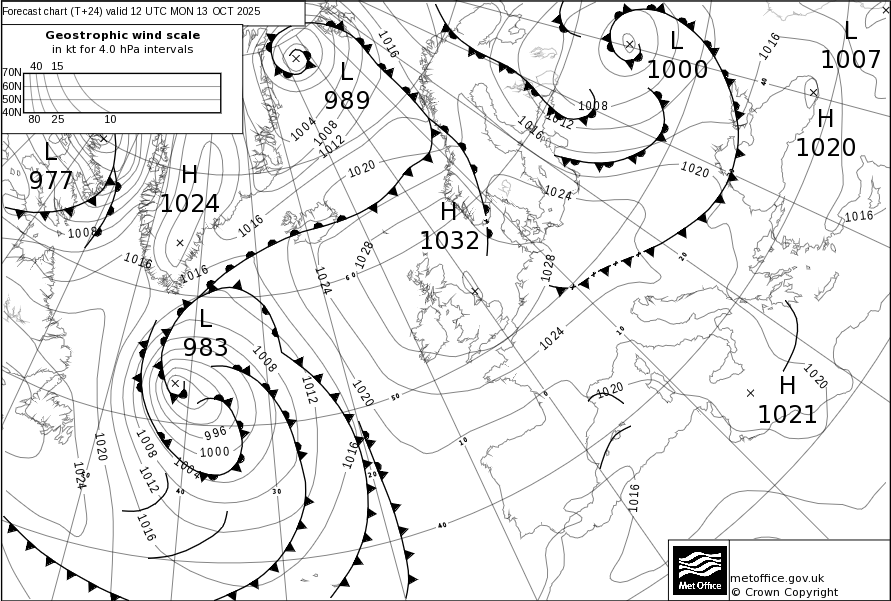 Forecast chart (T+24) valid 12 UTC MON 13 OCT 2025
Geostrophic wind scale
in kt for 4.0 hPa intervals
40 15
70N
60N
50N
40N
80 25 10
L
989
L
1000
L
1007
H
1020
L
977
H
1024
H
1032
L
983
H
1021
1016
1004
1008
1012
1020
1008
1012
1016
1024
1020
1016
40
1016
1008
1016
1016
1016
1028
1024
60
1028
1024
20
10
1008
1012
1020
50
0
1020
1020
996
1000
1004
1008
1012
1016
1020
1024
50
40
30
1016
20
10
40
1016
Met Office
metoffice.gov.uk
© Crown Copyright